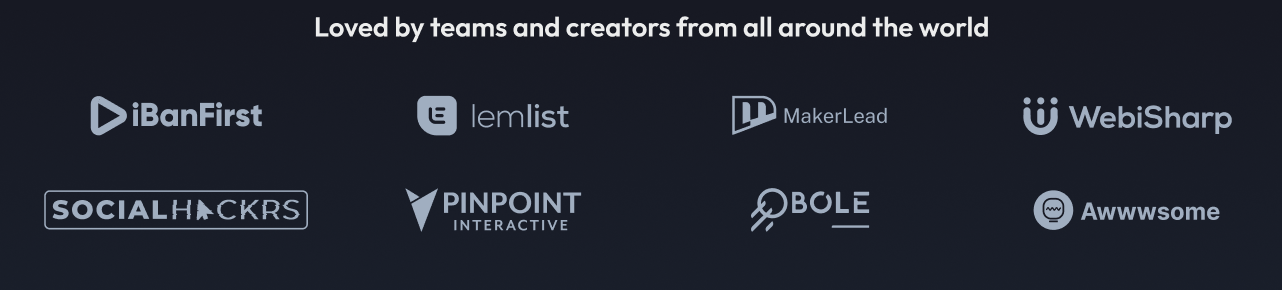 Loved by teams and creators from all around the world
iBanFirst
lemlist
MakerLead
WebiSharp
SOCIALHACKRS
PINPOINT
INTERACTIVE
BOLE
Awwwsome